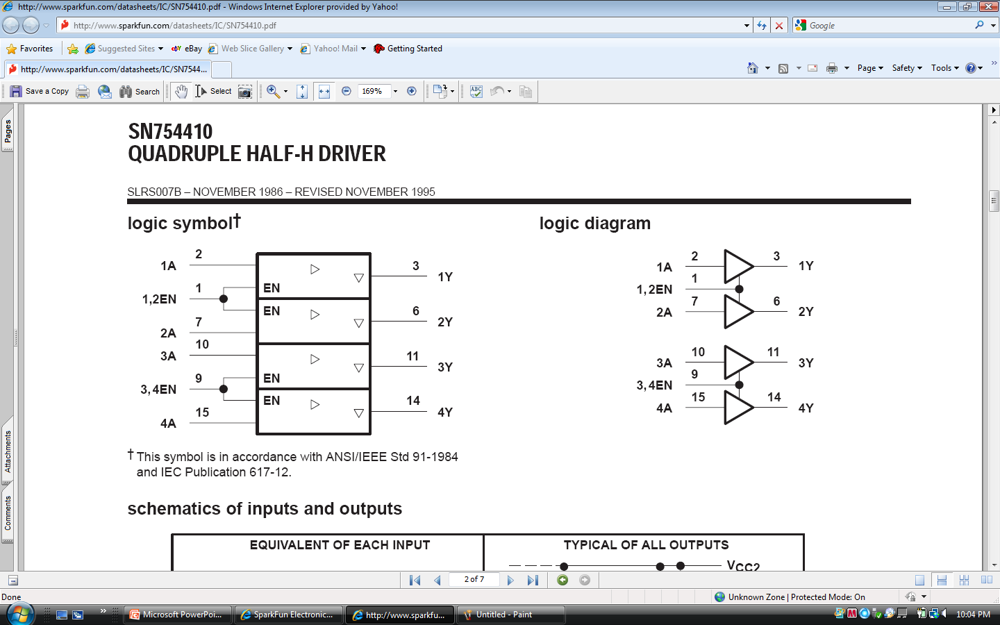 http://www.sparkfun.com/datasheets/IC/SN754410.pdf - Windows Internet Explorer provided by Yahoo!
http://www.sparkfun.com/datasheets/IC/SN754410.pdf
Google
Favorites Suggested Sites eBay Web Slice Gallery Yahoo! Mail Getting Started
http://www.sparkfun.com/datasheets/IC/SN7544... Page Safety Tools
Save a Copy Search Select 169%
Pages
Attachments
Comments
SN754410
QUADRUPLE HALF-H DRIVER
SLRS007B – NOVEMBER 1986 – REVISED NOVEMBER 1995
logic symbol†
1A 2
1,2EN 1
2A 7
3A 10
3,4EN 9
4A 15
EN
EN
EN
EN
3 1Y
6 2Y
11 3Y
14 4Y
† This symbol is in accordance with ANSI/IEEE Std 91-1984
and IEC Publication 617-12.
logic diagram
1A 2 3 1Y
1,2EN 1
2A 7 6 2Y
3A 10 11 3Y
3,4EN 9
4A 15 14 4Y
schematics of inputs and outputs
EQUIVALENT OF EACH INPUT TYPICAL OF ALL OUTPUTS
VCC2
2 of 7
Done Unknown Zone | Protected Mode: On
Microsoft PowerPoi... SparkFun Electronic... http://www.sparkfu... Untitled - Paint 10:04 PM